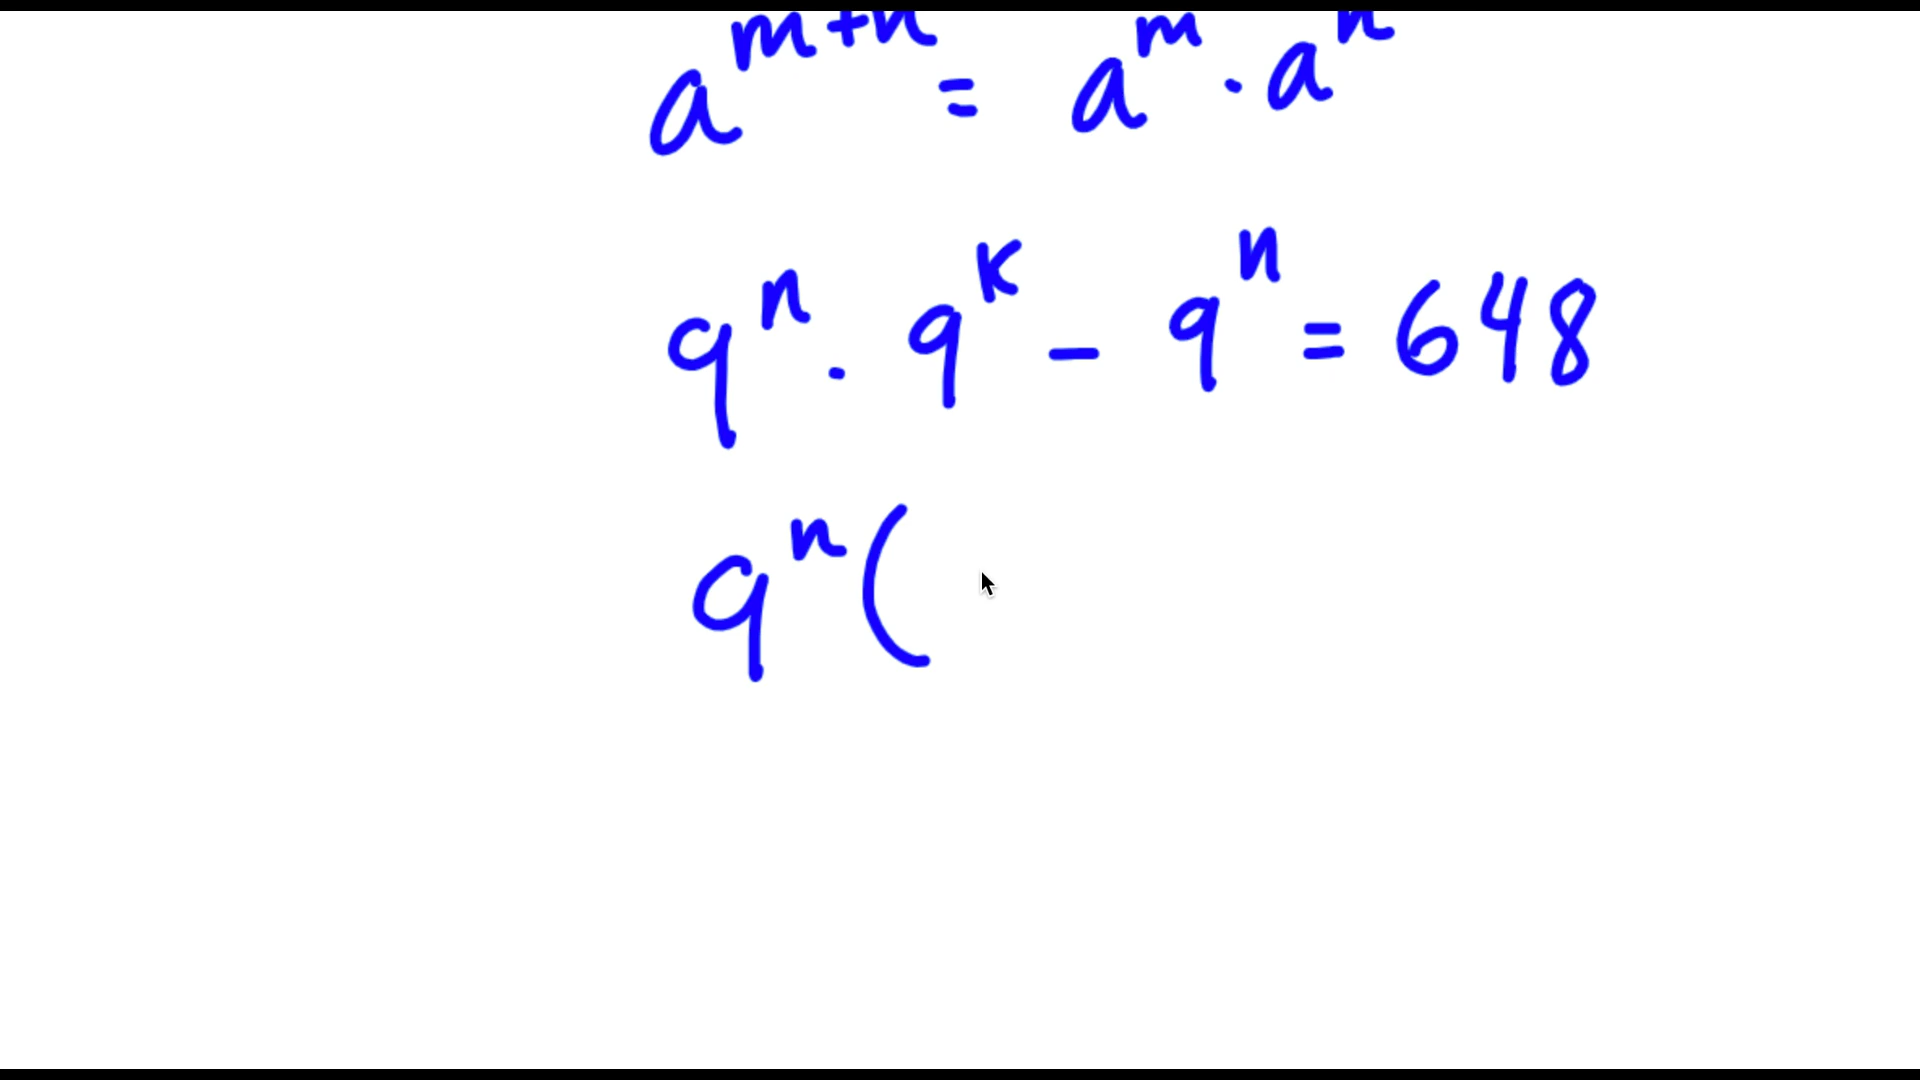 a^{m+n} = a^m · a^n
9^n · 9^k − 9^n = 648
9^n (